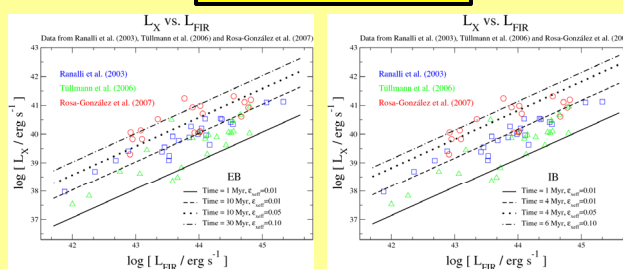 L_X vs. L_FIR
Data from Ranalli et al. (2003), Tüllmann et al. (2006) and Rosa-González et al. (2007)
log [ L_X / erg s^-1 ]
43
42
41
40
39
38
37
Ranalli et al. (2003)
Túllmann et al. (2006)
Rosa-González et al. (2007)
EB
Time = 1 Myr, ε_xeff=0.01
Time = 10 Myr, ε_xeff=0.01
Time = 10 Myr, ε_xeff=0.05
Time = 30 Myr, ε_xeff=0.10
42 43 44 45
log [ L_FIR / erg s^-1 ]
L_X vs. L_FIR
Data from Ranalli et al. (2003), Tüllmann et al. (2006) and Rosa-González et al. (200
log [ L_X / erg s^-1 ]
43
42
41
40
39
38
37
Ranalli et al. (2003)
Túllmann et al. (2006)
Rosa-González et al. (2007)
IB
Time = 1 Myr, ε_xeff=0.01
Time = 4 Myr, ε_xeff=0.01
Time = 4 Myr, ε_xeff=0.05
Time = 6 Myr, ε_xeff=0.10
42 43 44 45
log [ L_FIR / erg s^-1 ]